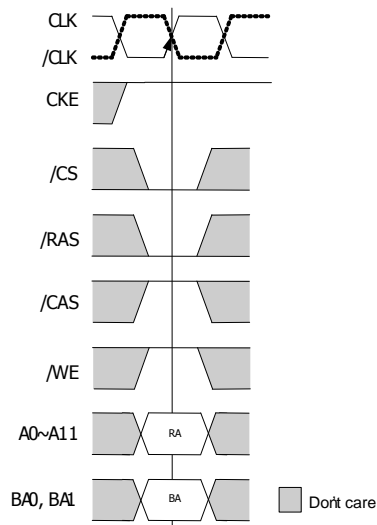 CLK
/CLK
CKE
/CS
/RAS
/CAS
/WE
A0~A11
RA
BA0, BA1
BA
Don't care